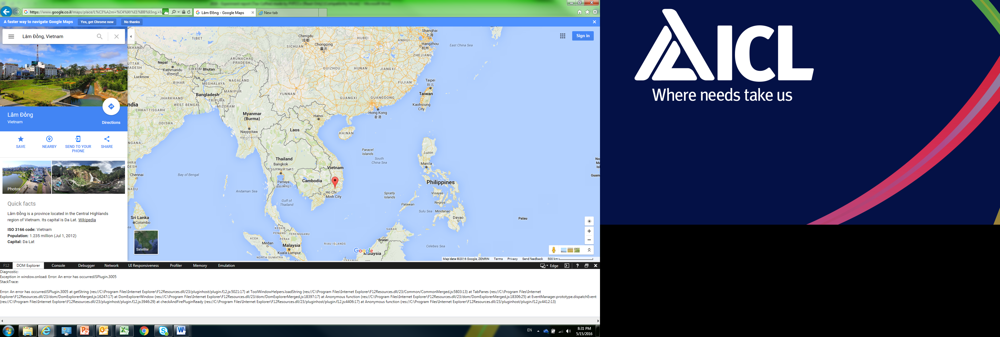 https://www.google.co.il/maps/place/L%C3%A2m+%C4%90%E1%BB%93ng,+V
Lâm Đồng - Google Maps
New tab
A faster way to navigate Google Maps
Yes, get Chrome now
No thanks
Lâm Đồng, Vietnam
Sign in
Lâm Đồng
Vietnam
Directions
SAVE
NEARBY
SEND TO YOUR
PHONE
SHARE
Photos
Quick facts
Lâm Đồng is a province located in the Central Highlands
region of Vietnam. Its capital is Da Lat. Wikipedia
ISO 3166 code: Vietnam
Population: 1.235 million (Jul 1, 2012)
Capital: Da Lat
TIBET
Chengdu
成都
SICHUAN
Chongqing
重庆
HUBEI
ANHUI
Shanghai
上海
Hangzhou
杭州
East China Sea
ZHEJIANG
AKHAND
UTTAR
RADESH
Nepal
Kathmandu
काठमाडौं
SIKKIM
Bhutan
ARUNACHAL
PRADESH
Lucknow
BIHAR
MEGHALAYA
NAGALAND
MANIPUR
GUIZHOU
HUNAN
JIANGXI
FUJIAN
Taipei
台北
Taiwan
Kaohsiung
City
JHARKHAND
Bangladesh
TRIPURA
MIZORAM
YUNNAN
GUANGXI
GUANGDONG
Hong Kong
香港
ndia
WEST BENGAL
CHHATTISGARH
ODISHA
Myanmar
(Burma)
Naypyitaw
နေပြည်တော်
Hanoi
Laos
HAINAN
NGANA
Paracel
Islands
South
China Sea
Luzon
Manila
Thailand
Bangkok
กรุงเทพมหานคร
Vietnam
DHRA
DESH
Chennai
Bay of Bengal
NADU
Pattaya
เมืองพัทยา
Cambodia
Ho Chi
Minh City
Andaman Sea
Gulf of
Thailand
Spratly
Islands
Philippines
Visayas
Negros
Palawan
Sulu Sea
Mindanao
Davao
Palau
Guam
Sri Lanka
Colombo
Satellite
ACEH
Medan
KEDAH
PENANG
PERAK
TERENGGANU
Malaysia
Kuala Lumpur
NORTH SUMATRA
RIAU ISLANDS
SABAH
Brunei
Malaysia
SARAWAK
Celebes Sea
Google
Map data ©2016 Google, ZENRIN
Terms
Privacy
Send feedback
500 km
F12
DOM Explorer
Console
Debugger
Network
UI Responsiveness
Profiler
Memory
Emulation
Edge
Diagnostic:
Exception in window.onload: Error: An error has occurredJSPlugin.3005
StackTrace:
Error: An error has occurredJSPlugin.3005 at getString (res://C:\Program Files\Internet Explorer\F12Resources.dll/23/pluginhost/plugin.f12.js:5021:17) at ToolWindowHelpers.loadString (res://C:\Program Files\Internet Explorer\F12Resources.dll/23/Common/CommonMerged.js:5803:13) at TabPanes (res://C:\Program Files\Internet
Explorer\F12Resources.dll/23/dom/DomExplorerMerged.js:16247:17) at DomExplorerWindow (res://C:\Program Files\Internet Explorer\F12Resources.dll/23/dom/DomExplorerMerged.js:18397:17) at Anonymous function (res://C:\Program Files\Internet Explorer\F12Resources.dll/23/dom/DomExplorerMerged.js:18306:25) at EventManager.prototype.dispatchEvent
(res://C:\Program Files\Internet Explorer\F12Resources.dll/23/pluginhost/plugin.f12.js:3946:29) at checkAndFirePluginReady (res://C:\Program Files\Internet Explorer\F12Resources.dll/23/pluginhost/plugin.f12.js:4406:17) at Anonymous function (res://C:\Program Files\Internet Explorer\F12Resources.dll/23/pluginhost/plugin.f12.js:4412:13)
EN
8:31 PM
5/15/2016
ICL
Where needs take us